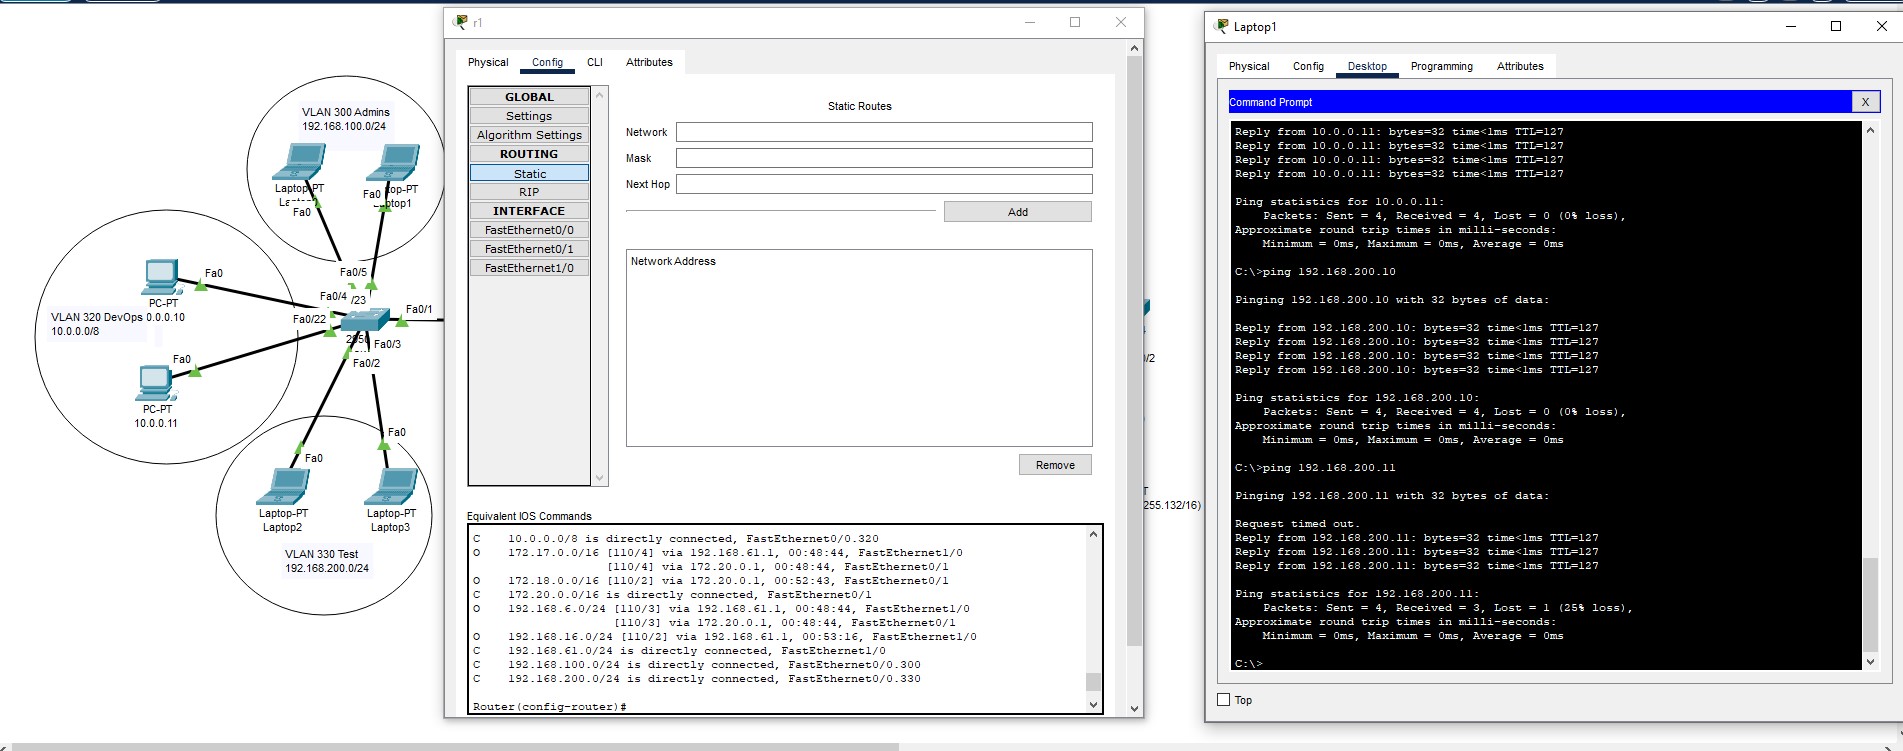 VLAN 300 Admins
192.168.100.0/24
Laptop-PT
Fa0
Fa0
top-PT
ptop1
Fa0
PC-PT
VLAN 320 DevOps 0.0.0.10
10.0.0.0/8
Fa0
PC-PT
10.0.0.11
Fa0/5
Fa0/4
/23
Fa0/1
Fa0/22
Fa0/3
Fa0/2
Fa0
Fa0
Laptop-PT
Laptop2
Laptop-PT
Laptop3
VLAN 330 Test
192.168.200.0/24
r1
Physical Config CLI Attributes
GLOBAL
Settings
Algorithm Settings
ROUTING
Static
RIP
INTERFACE
FastEthernet0/0
FastEthernet0/1
FastEthernet1/0
Static Routes
Network
Mask
Next Hop
Add
Network Address
Remove
Equivalent IOS Commands
C 10.0.0.0/8 is directly connected, FastEthernet0/0.320
O 172.17.0.0/16 [110/4] via 192.168.61.1, 00:48:44, FastEthernet1/0
[110/4] via 172.20.0.1, 00:48:44, FastEthernet0/1
O 172.18.0.0/16 [110/2] via 172.20.0.1, 00:52:43, FastEthernet0/1
C 172.20.0.0/16 is directly connected, FastEthernet0/1
O 192.168.6.0/24 [110/3] via 192.168.61.1, 00:48:44, FastEthernet1/0
[110/3] via 172.20.0.1, 00:48:44, FastEthernet0/1
O 192.168.16.0/24 [110/2] via 192.168.61.1, 00:53:16, FastEthernet1/0
C 192.168.61.0/24 is directly connected, FastEthernet1/0
C 192.168.100.0/24 is directly connected, FastEthernet0/0.300
C 192.168.200.0/24 is directly connected, FastEthernet0/0.330
Router(config-router)#
/2
T
255.132/16)
Laptop1
Physical Config Desktop Programming Attributes
Command Prompt
X
Reply from 10.0.0.11: bytes=32 time<1ms TTL=127
Reply from 10.0.0.11: bytes=32 time<1ms TTL=127
Reply from 10.0.0.11: bytes=32 time<1ms TTL=127
Reply from 10.0.0.11: bytes=32 time<1ms TTL=127
Ping statistics for 10.0.0.11:
Packets: Sent = 4, Received = 4, Lost = 0 (0% loss),
Approximate round trip times in milli-seconds:
Minimum = 0ms, Maximum = 0ms, Average = 0ms
C:\>ping 192.168.200.10
Pinging 192.168.200.10 with 32 bytes of data:
Reply from 192.168.200.10: bytes=32 time<1ms TTL=127
Reply from 192.168.200.10: bytes=32 time<1ms TTL=127
Reply from 192.168.200.10: bytes=32 time<1ms TTL=127
Reply from 192.168.200.10: bytes=32 time<1ms TTL=127
Ping statistics for 192.168.200.10:
Packets: Sent = 4, Received = 4, Lost = 0 (0% loss),
Approximate round trip times in milli-seconds:
Minimum = 0ms, Maximum = 0ms, Average = 0ms
C:\>ping 192.168.200.11
Pinging 192.168.200.11 with 32 bytes of data:
Request timed out.
Reply from 192.168.200.11: bytes=32 time<1ms TTL=127
Reply from 192.168.200.11: bytes=32 time<1ms TTL=127
Reply from 192.168.200.11: bytes=32 time<1ms TTL=127
Ping statistics for 192.168.200.11:
Packets: Sent = 4, Received = 3, Lost = 1 (25% loss),
Approximate round trip times in milli-seconds:
Minimum = 0ms, Maximum = 0ms, Average = 0ms
C:\>
Top